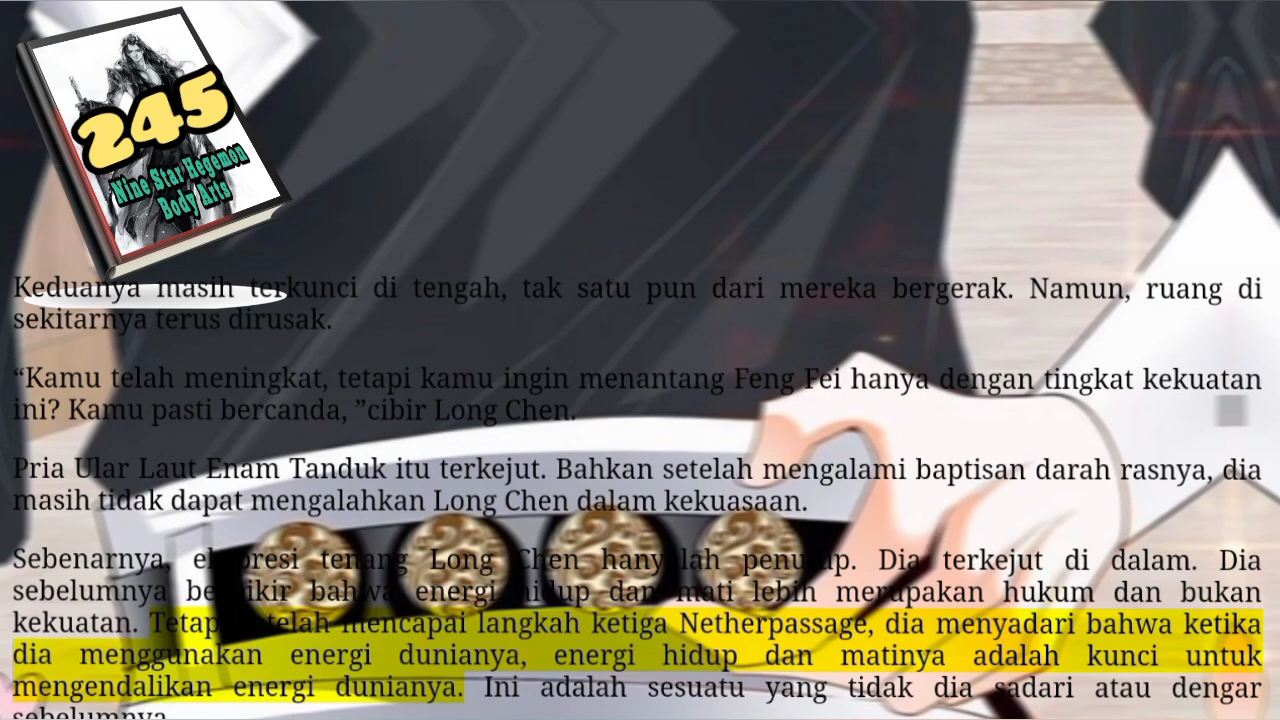 245
Nine Star Hegemon
Body Arts
Keduanya masih terkunci di tengah, tak satu pun dari mereka bergerak. Namun, ruang di
sekitarnya terus dirusak.
“Kamu telah meningkat, tetapi kamu ingin menantang Feng Fei hanya dengan tingkat kekuatan
ini? Kamu pasti bercanda, ”cibir Long Chen.
Pria Ular Laut Enam Tanduk itu terkejut. Bahkan setelah mengalami baptisan darah rasnya, dia
masih tidak dapat mengalahkan Long Chen dalam kekuasaan.
Sebenarnya, ekspresi tenang Long Chen hanyalah penutup. Dia terkejut di dalam. Dia
sebelumnya berpikir bahwa energi hidup dan mati lebih merupakan hukum dan bukan
kekuatan. Tetapi setelah mencapai langkah ketiga Netherpassage, dia menyadari bahwa ketika
dia menggunakan energi dunianya, energi hidup dan matinya adalah kunci untuk
mengendalikan energi dunianya. Ini adalah sesuatu yang tidak dia sadari atau dengar
sebelumnya